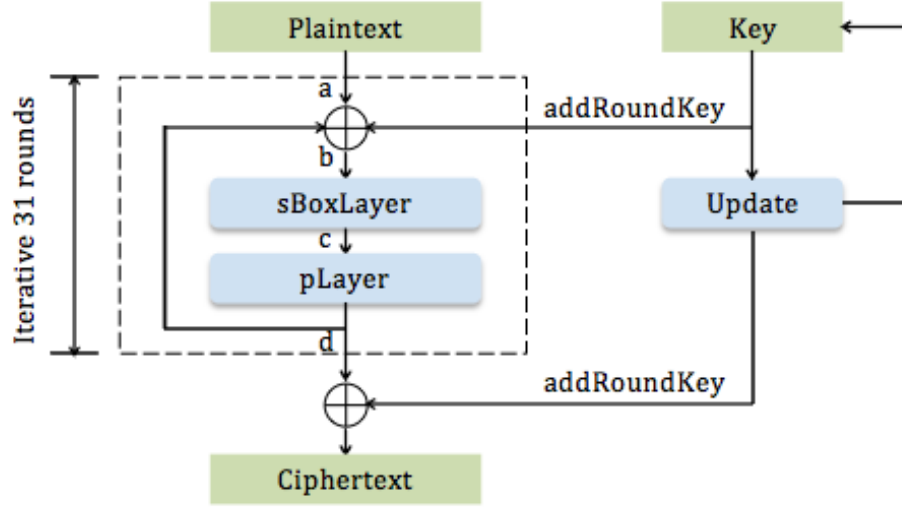 Plaintext
Key
a
addRoundKey
b
sBoxLayer
Update
c
pLayer
d
addRoundKey
Ciphertext
Iterative 31 rounds